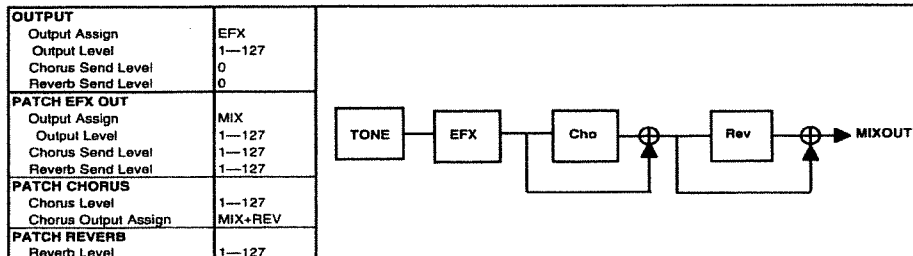 OUTPUT
Output Assign EFX
Output Level 1—127
Chorus Send Level 0
Reverb Send Level 0
PATCH EFX OUT
Output Assign MIX
Output Level 1—127
Chorus Send Level 1—127
Reverb Send Level 1—127
PATCH CHORUS
Chorus Level 1—127
Chorus Output Assign MIX+REV
PATCH REVERB
Reverb Level 1—127
TONE EFX Cho Rev MIXOUT